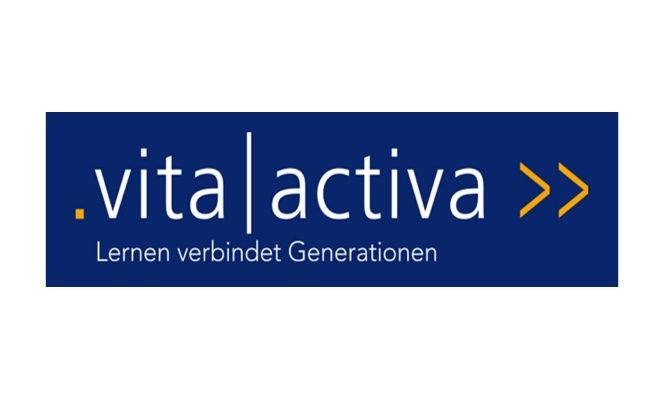 .vita|activa >>
Lernen verbindet Generationen